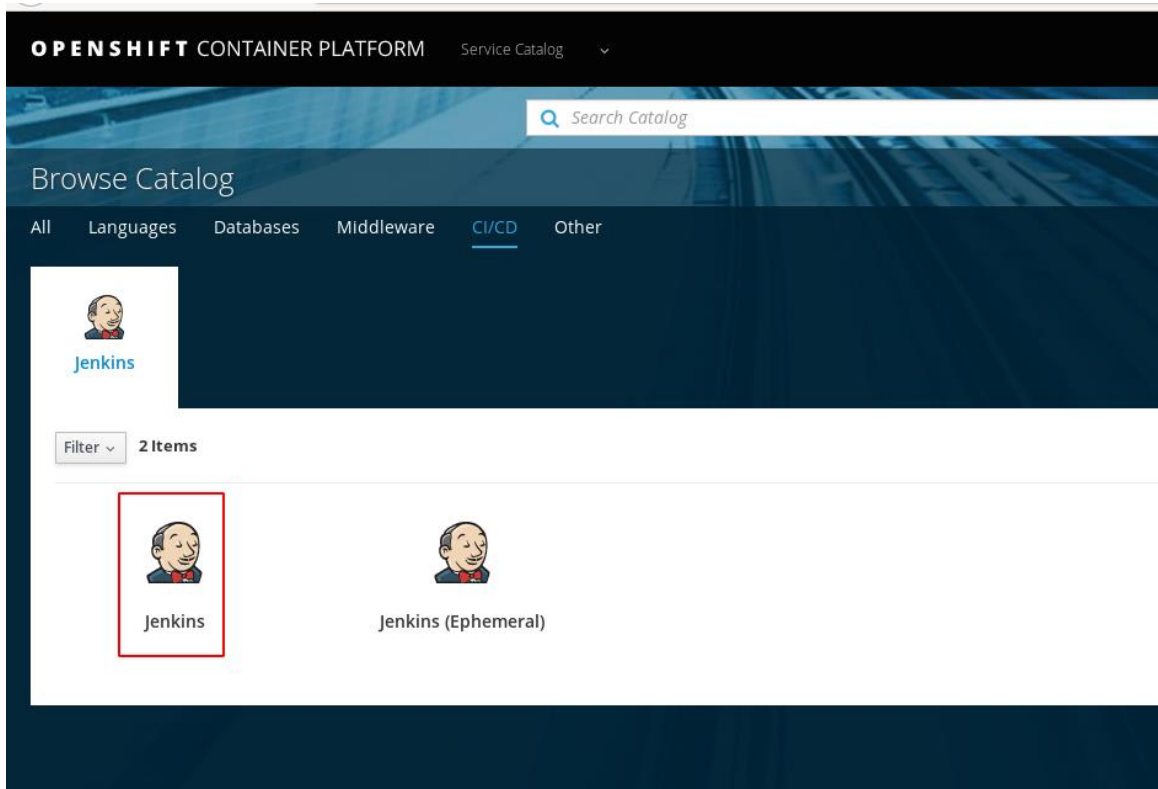 OPENSHIFT CONTAINER PLATFORM Service Catalog
Search Catalog
Browse Catalog
All Languages Databases Middleware CI/CD Other
Jenkins
Filter 2 Items
Jenkins Jenkins (Ephemeral)